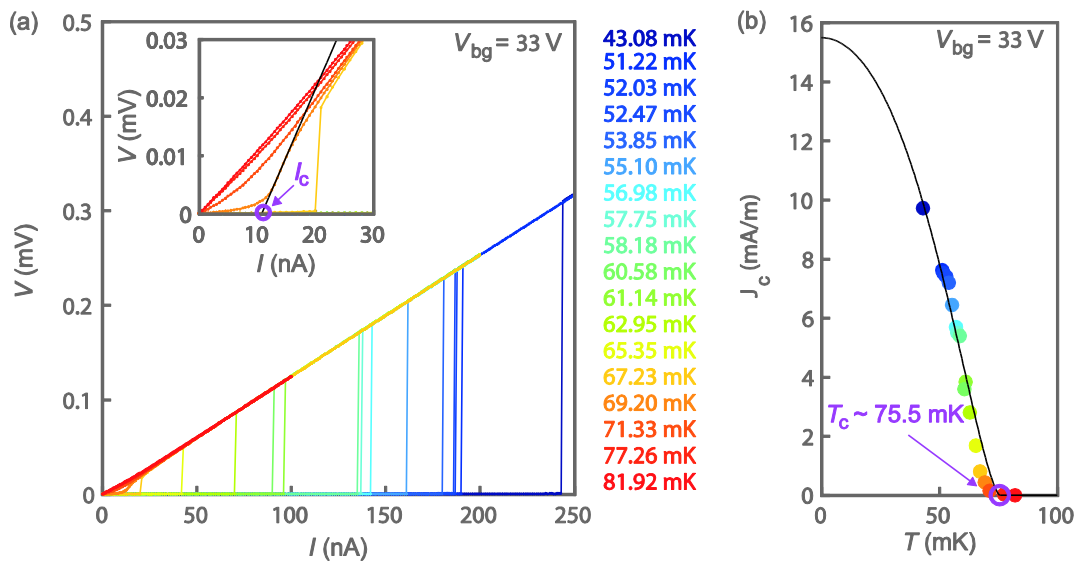 (a)
V_bg = 33 V
V (mV)
0.5
0.4
0.3
0.2
0.1
0
0 50 100 150 200 250
I (nA)
V (mV)
0.03
0.02
0.01
0
0 10 20 30
I (nA)
I_c
43.08 mK
51.22 mK
52.03 mK
52.47 mK
53.85 mK
55.10 mK
56.98 mK
57.75 mK
58.18 mK
60.58 mK
61.14 mK
62.95 mK
65.35 mK
67.23 mK
69.20 mK
71.33 mK
77.26 mK
81.92 mK
(b)
V_bg = 33 V
J_c (mA/m)
16
14
12
10
8
6
4
2
0
T_c ~ 75.5 mK
0 50 100
T (mK)